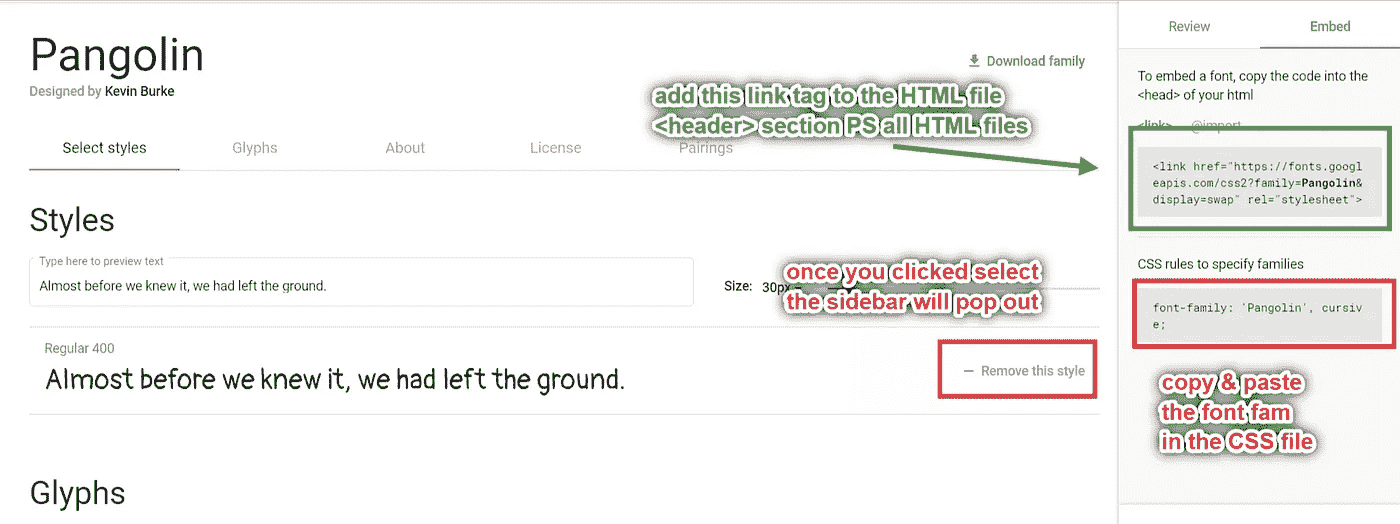 Pangolin
Designed by Kevin Burke
Download family
add this link tag to the HTML file
<header> section PS all HTML files
Select styles
Glyphs
About
License
Pairings
Styles
Type here to preview text
Almost before we knew it, we had left the ground.
Size: 30px
once you clicked select
the sidebar will pop out
Regular 400
Almost before we knew it, we had left the ground.
Remove this style
Glyphs
Review
Embed
To embed a font, copy the code into the
<head> of your html
<link> @import
<link href="https://fonts.googl
eapis.com/css2?family=Pangolin&
display=swap" rel="stylesheet">
CSS rules to specify families
font-family: 'Pangolin', cursiv
e;
copy & paste
the font fam
in the CSS file